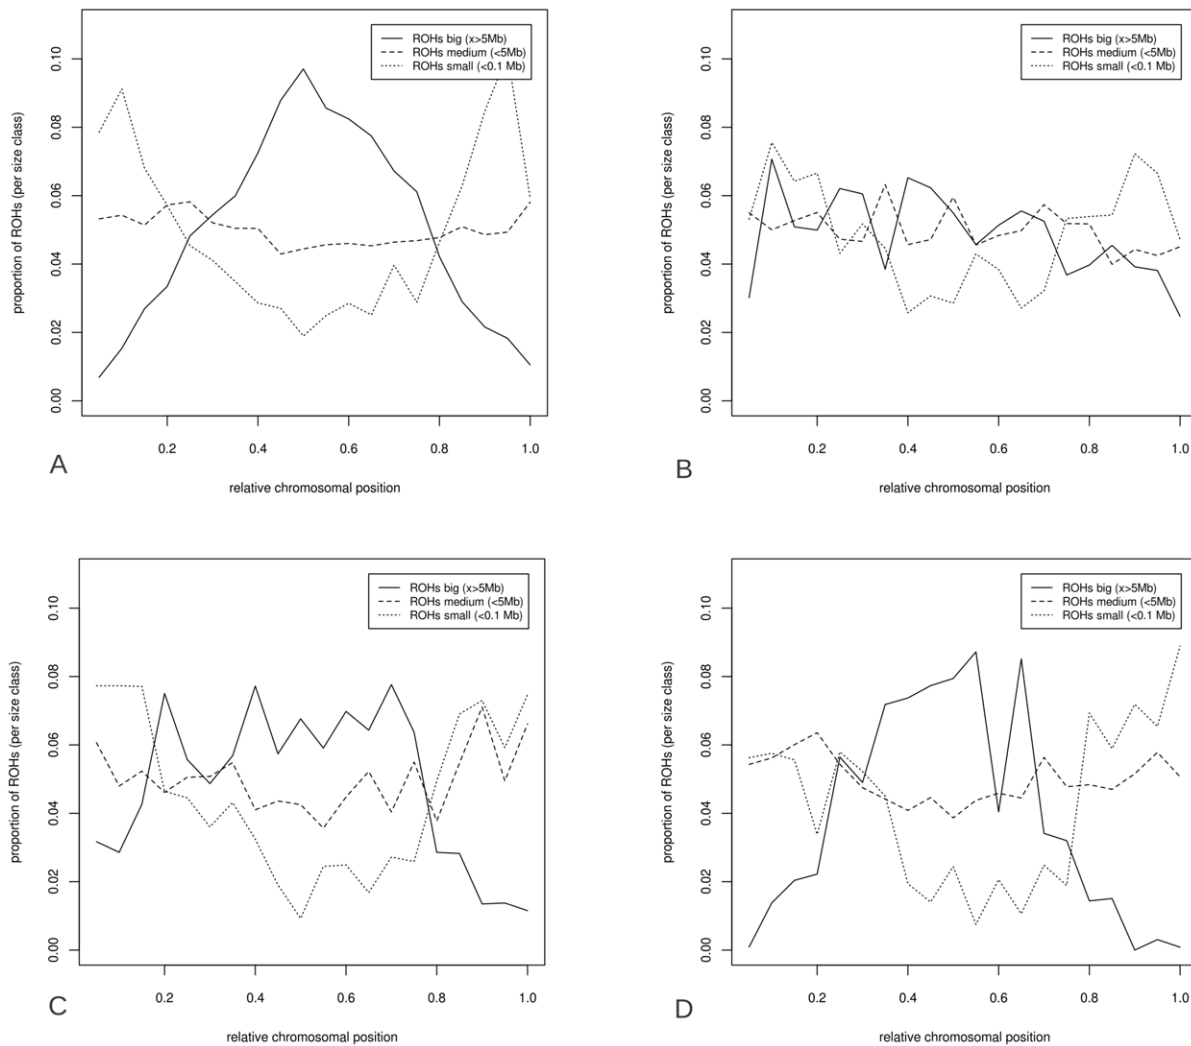 ROHs big (x>5Mb)
ROHs medium (<5Mb)
ROHs small (<0.1 Mb)
proportion of ROHs (per size class)
0.10
0.08
0.06
0.04
0.02
0.00
0.2 0.4 0.6 0.8 1.0
A
relative chromosomal position
ROHs big (x>5Mb)
ROHs medium (<5Mb)
ROHs small (<0.1 Mb)
proportion of ROHs (per size class)
0.10
0.08
0.06
0.04
0.02
0.00
0.2 0.4 0.6 0.8 1.0
B
relative chromosomal position
ROHs big (x>5Mb)
ROHs medium (<5Mb)
ROHs small (<0.1 Mb)
proportion of ROHs (per size class)
0.10
0.08
0.06
0.04
0.02
0.00
0.2 0.4 0.6 0.8 1.0
C
relative chromosomal position
ROHs big (x>5Mb)
ROHs medium (<5Mb)
ROHs small (<0.1 Mb)
proportion of ROHs (per size class)
0.10
0.08
0.06
0.04
0.02
0.00
0.2 0.4 0.6 0.8 1.0
D
relative chromosomal position